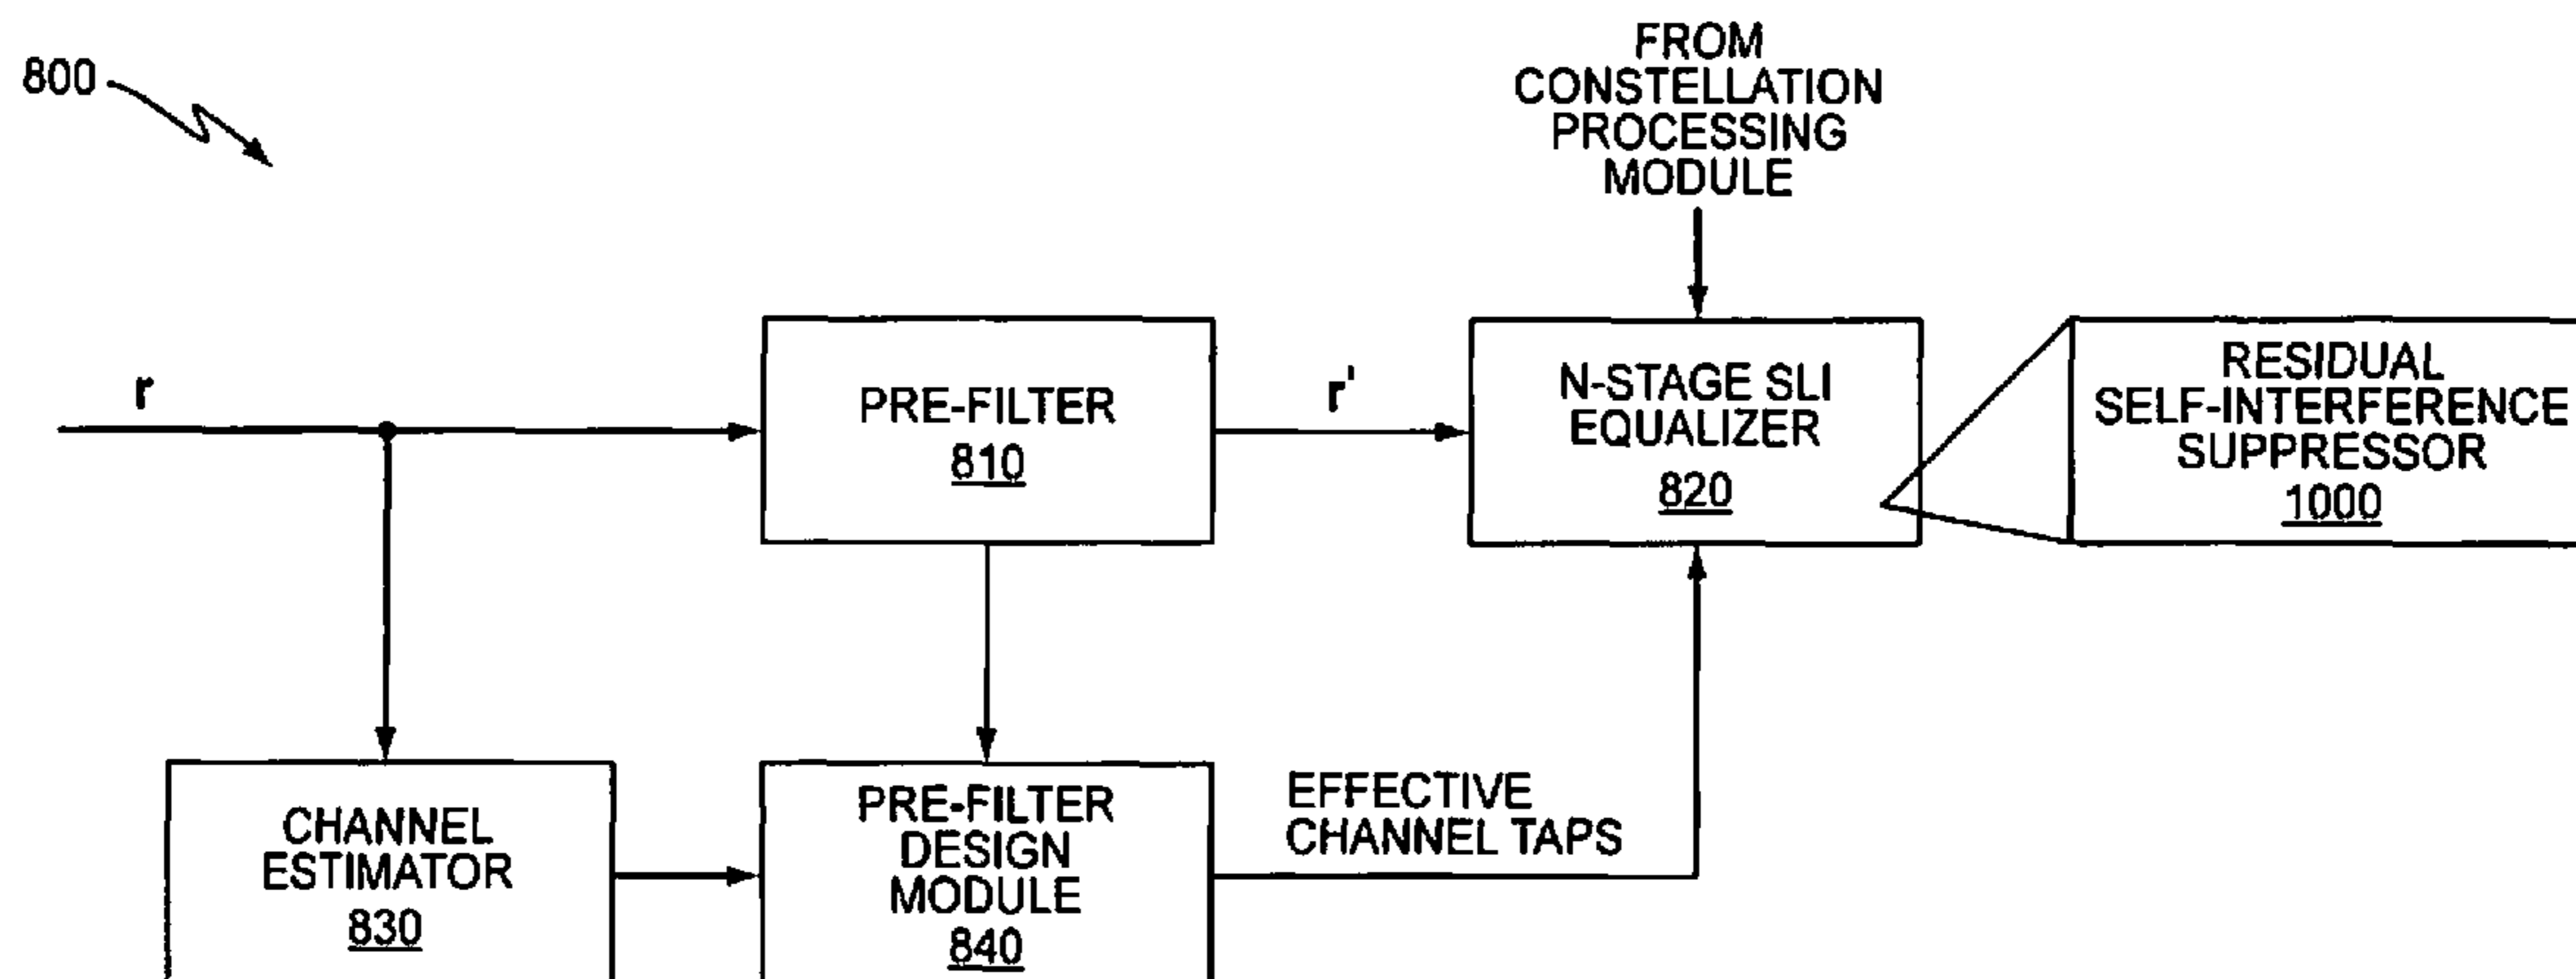 800
FROM
CONSTELLATION
PROCESSING
MODULE
r
PRE-FILTER
810
r'
N-STAGE SLI
EQUALIZER
820
RESIDUAL
SELF-INTERFERENCE
SUPPRESSOR
1000
CHANNEL
ESTIMATOR
830
PRE-FILTER
DESIGN
MODULE
840
EFFECTIVE
CHANNEL TAPS